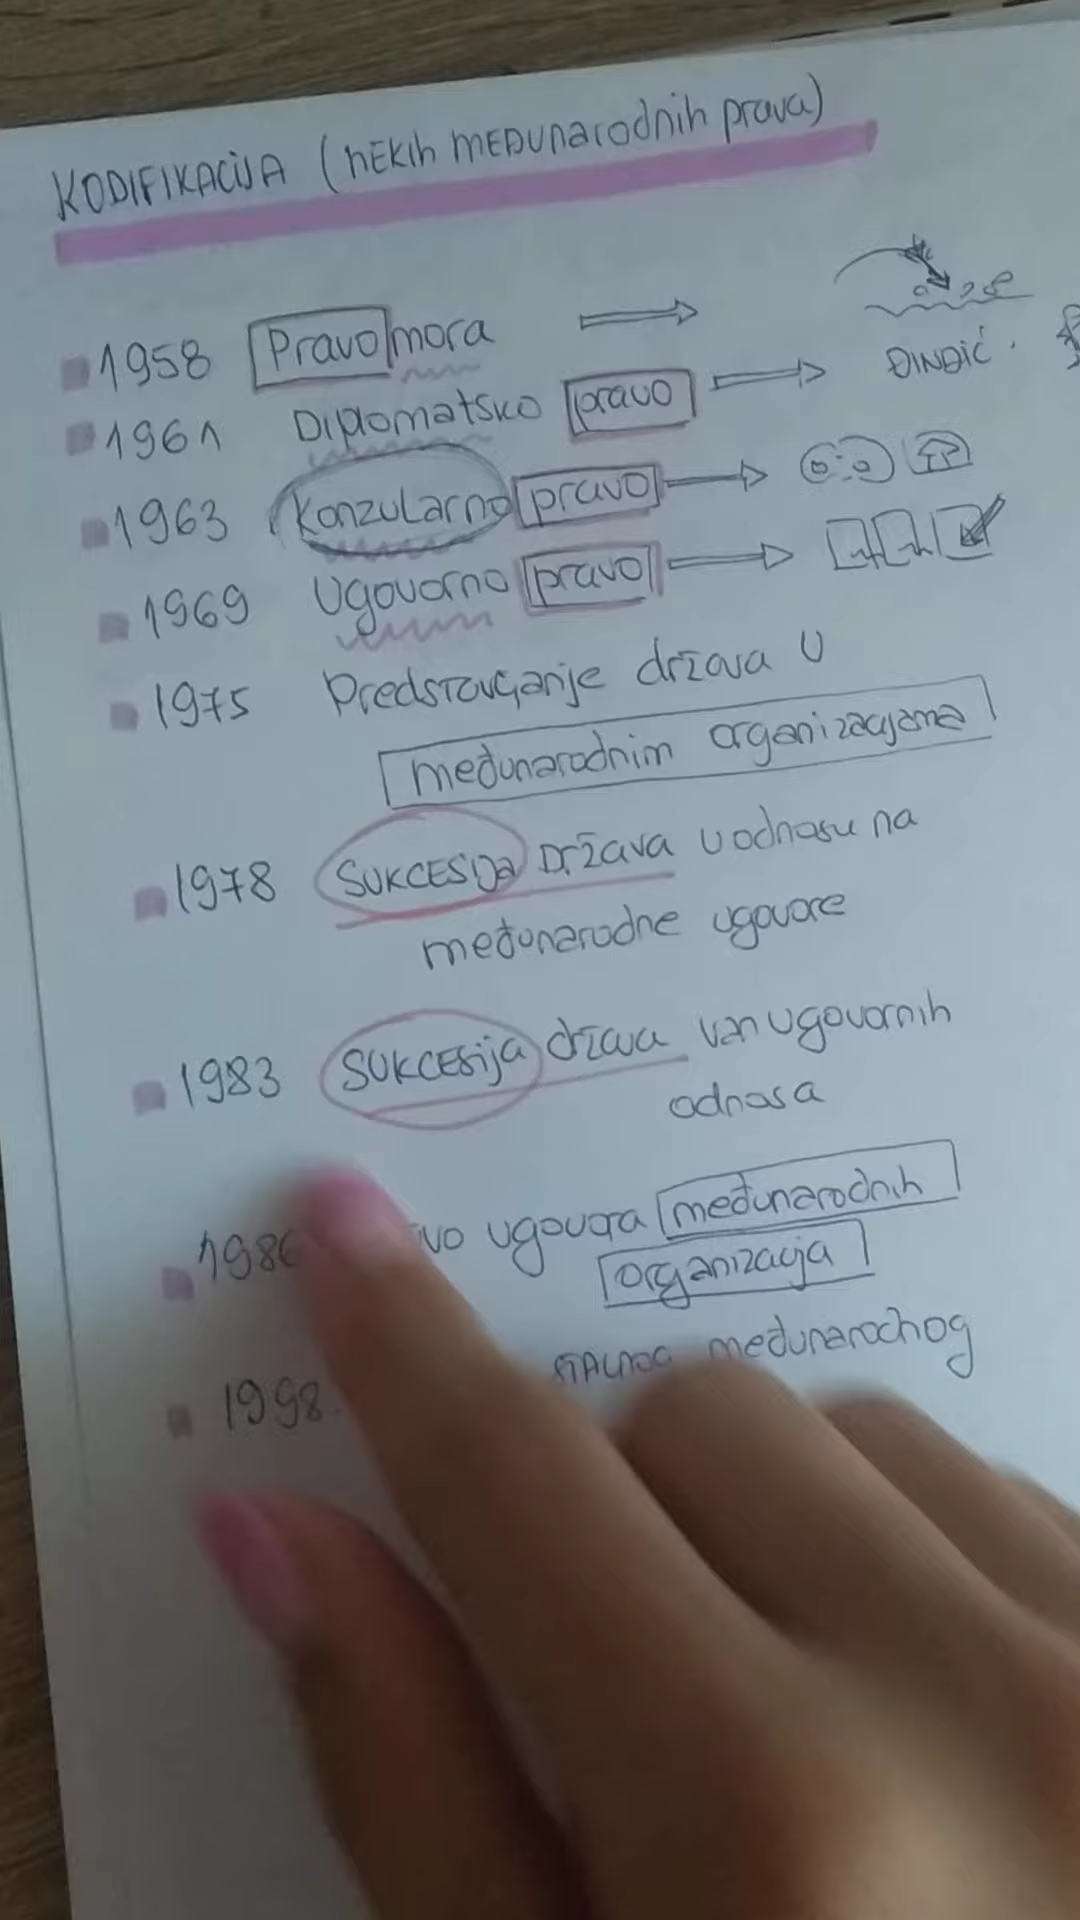 KODIFIKACIJA (nEKih MEĐUnarodnih prava)
1958 Pravo mora
1961 Diplomatsko pravo ĐINĐIĆ.
1963 Konzularno pravo
1969 Ugovorno pravo
1975 Predstavljanje država U
međunarodnim organizacijama
1978 SUKCESIJa DržAVa u odnosu na
međunarodne ugovore
1983 SUKCESija država van ugovornih
odnosa
1986 ugovora međunarodnih
organizacija
1998. STALNOG međunarodnog